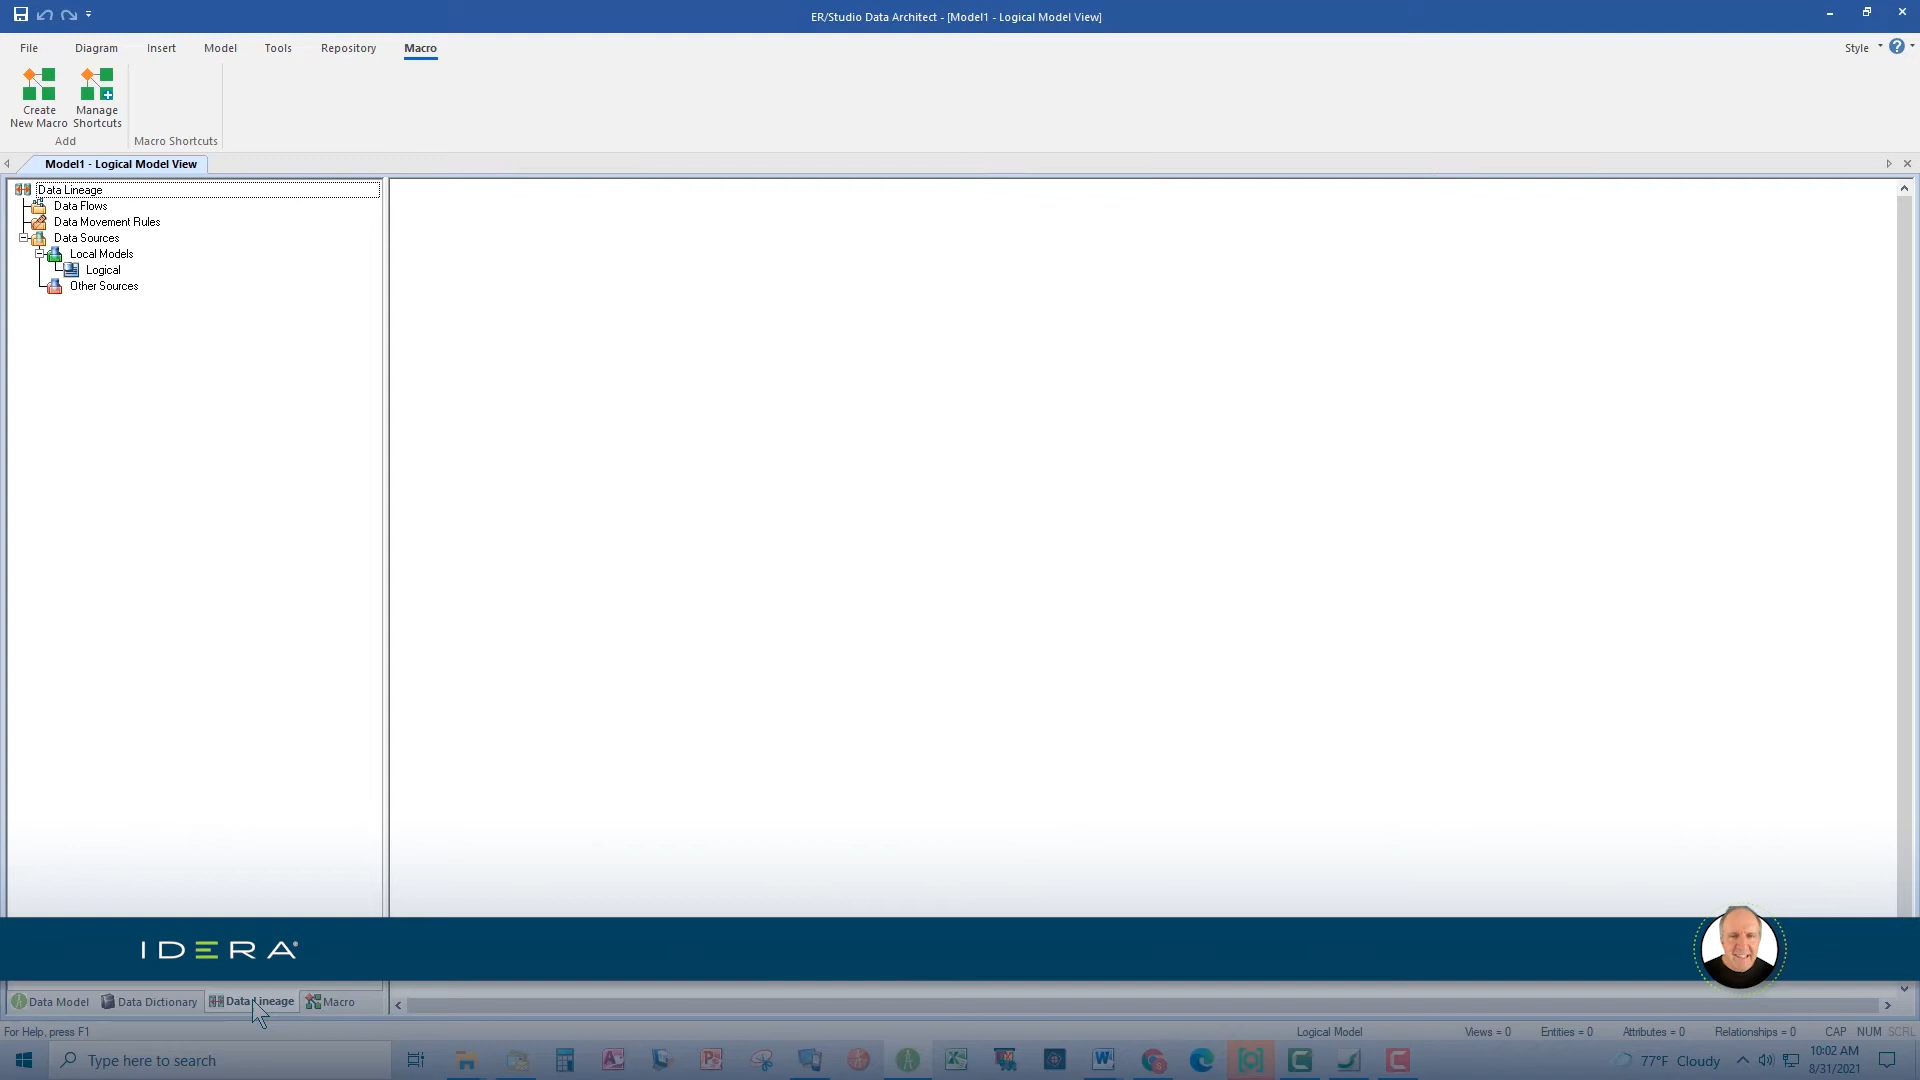 ER/Studio Data Architect - [Model1 - Logical Model View]
File Diagram Insert Model Tools Repository Macro Style
Create New Macro
Manage Shortcuts
Add Macro Shortcuts
Model1 - Logical Model View
Data Lineage
Data Flows
Data Movement Rules
Data Sources
Local Models
Logical
Other Sources
IDERA
Data Model Data Dictionary Data Lineage Macro
For Help, press F1 Logical Model Views = 0 Entities = 0 Attributes = 0 Relationships = 0 CAP NUM SCRL
Type here to search 77°F Cloudy 10:02 AM
8/31/2021